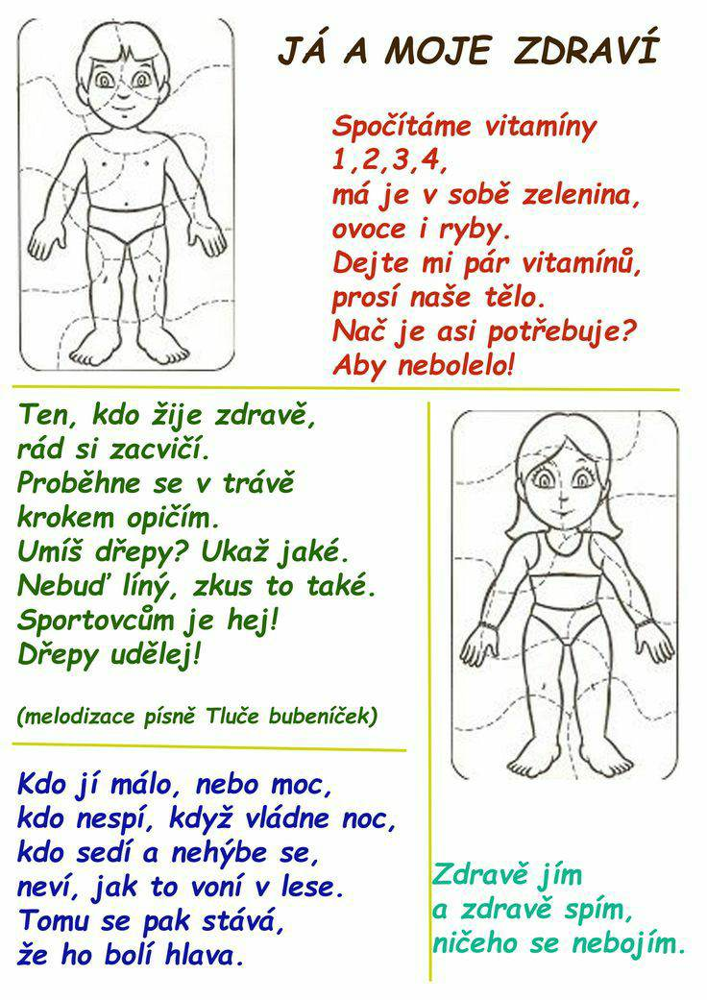 JÁ A MOJE ZDRAVÍ
Spočítáme vitamíny
1,2,3,4,
má je v sobě zelenina,
ovoce i ryby.
Dejte mi pár vitamínů,
prosí naše tělo.
Nač je asi potřebuje?
Aby nebolelo!
Ten, kdo žije zdravě,
rád si zacvičí.
Proběhne se v trávě
krokem opičím.
Umíš dřepy? Ukaž jaké.
Nebuď líný, zkus to také.
Sportovcům je hej!
Dřepy udělej!
(melodizace písně Tluče bubeníček)
Kdo jí málo, nebo moc,
kdo nespí, když vládne noc,
kdo sedí a nehýbe se,
neví, jak to voní v lese.
Tomu se pak stává,
že ho bolí hlava.
Zdravě jím
a zdravě spím,
ničeho se nebojím.